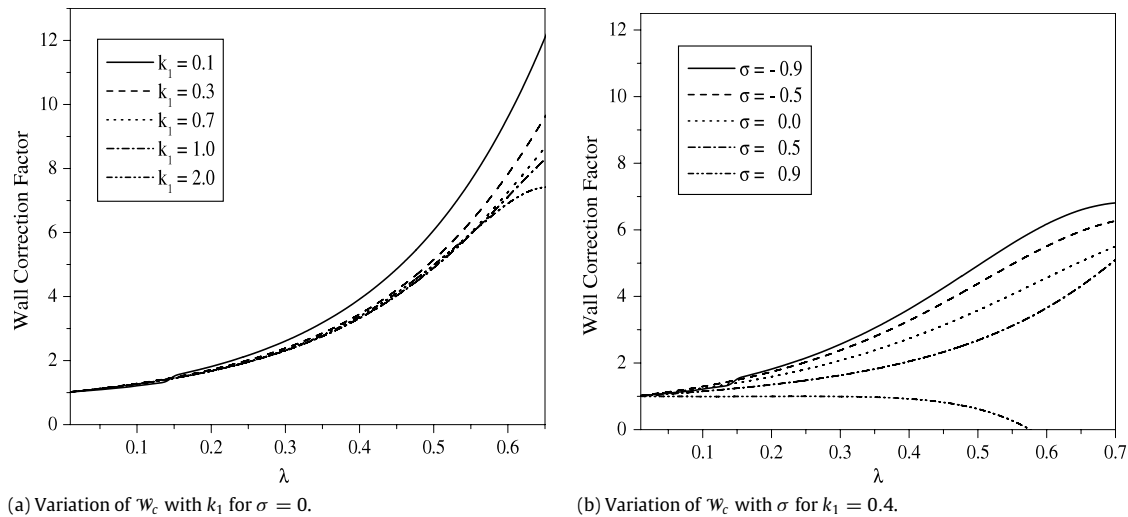 12
10
8
6
4
2
0
Wall Correction Factor
k₁ = 0.1
k₁ = 0.3
k₁ = 0.7
k₁ = 1.0
k₁ = 2.0
0.1 0.2 0.3 0.4 0.5 0.6
λ
(a) Variation of 𝒲c with k₁ for σ = 0.
12
10
8
6
4
2
0
Wall Correction Factor
σ = - 0.9
σ = - 0.5
σ = 0.0
σ = 0.5
σ = 0.9
0.1 0.2 0.3 0.4 0.5 0.6 0.7
λ
(b) Variation of 𝒲c with σ for k₁ = 0.4.